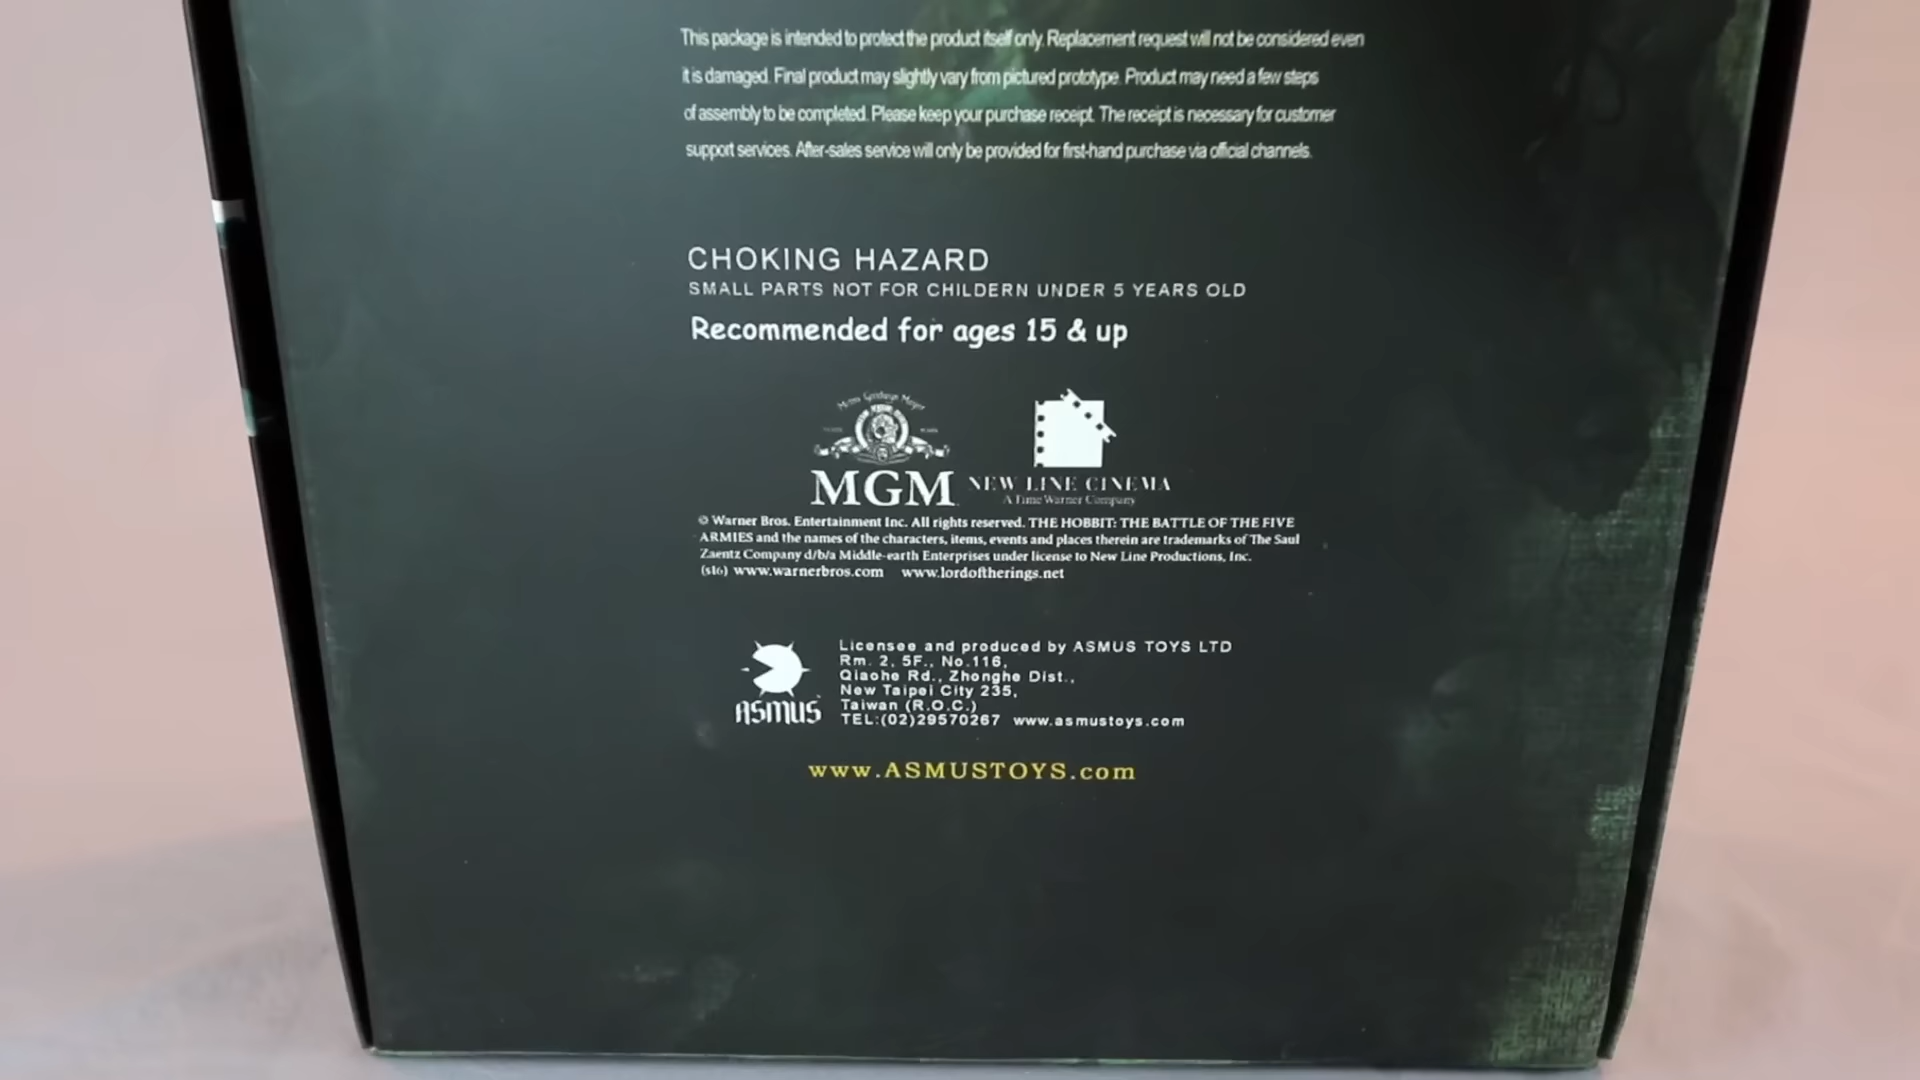 This package is intended to protect the product itself only. Replacement request will not be considered even
it is damaged. Final product may slightly vary from pictured prototype. Product may need a few steps
of assembly to be completed. Please keep your purchase receipt. The receipt is necessary for customer
support services. After-sales service will only be provided for first-hand purchase via official channels.
CHOKING HAZARD
SMALL PARTS NOT FOR CHILDERN UNDER 5 YEARS OLD
Recommended for ages 15 & up
Metro Goldwyn Mayer
MGM
NEW LINE CINEMA
A Time Warner Company
© Warner Bros. Entertainment Inc. All rights reserved. THE HOBBIT: THE BATTLE OF THE FIVE
ARMIES and the names of the characters, items, events and places therein are trademarks of The Saul
Zaentz Company d/b/a Middle-earth Enterprises under license to New Line Productions, Inc.
(s16) www.warnerbros.com www.lordoftherings.net
Licensee and produced by ASMUS TOYS LTD
Rm. 2, 5F., No.116,
Qiaohe Rd., Zhonghe Dist.,
New Taipei City 235,
Taiwan (R.O.C.)
TEL:(02)29570267 www.asmustoys.com
ASMUS
www.ASMUSTOYS.com